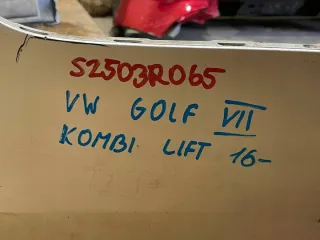 S2503R065
VW GOLF VII
KOMBI LIFT 16-